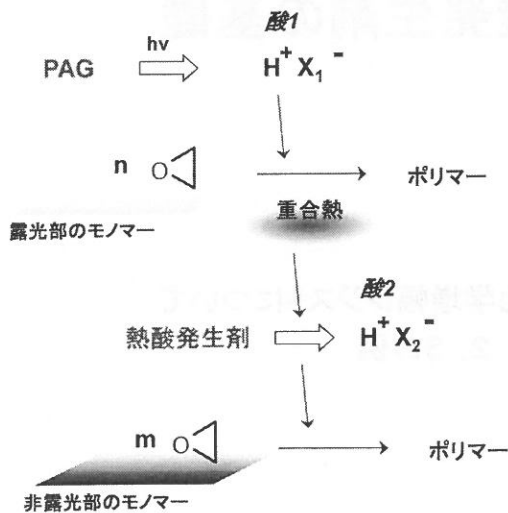 酸1
hν
PAG H⁺ X₁⁻
n O ポリマー
重合熱
露光部のモノマー
酸2
熱酸発生剤 H⁺ X₂⁻
m O ポリマー
非露光部のモノマー